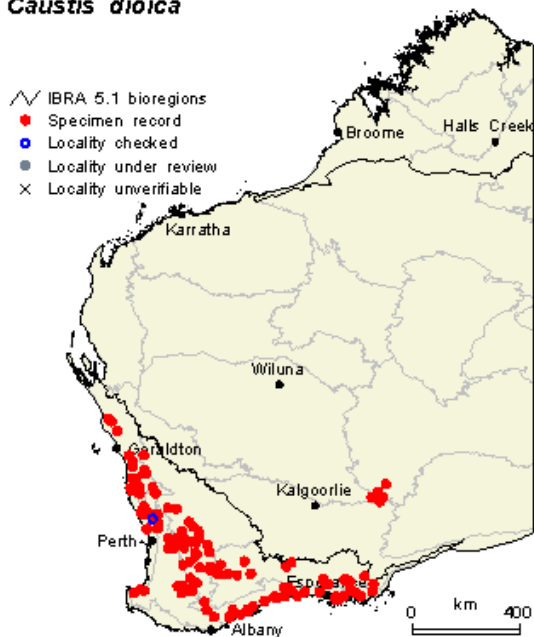 Caustis dioica
IBRA 5.1 bioregions
Specimen record
Locality checked
Locality under review
× Locality unverifiable
Broome
Halls Creek
Karratha
Wiluna
Geraldton
Kalgoorlie
Perth
Esperance
Albany
km
0 400